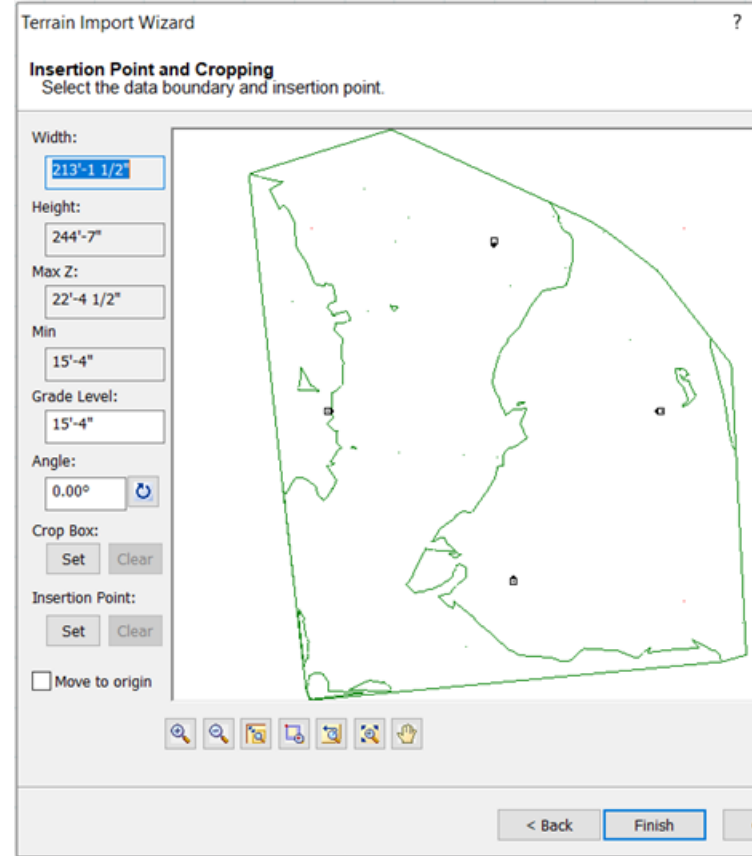 Terrain Import Wizard ?
Insertion Point and Cropping
Select the data boundary and insertion point.
Width:
213'-1 1/2"
Height:
244'-7"
Max Z:
22'-4 1/2"
Min
15'-4"
Grade Level:
15'-4"
Angle:
0.00º
Crop Box:
Set Clear
Insertion Point:
Set Clear
Move to origin
< Back Finish